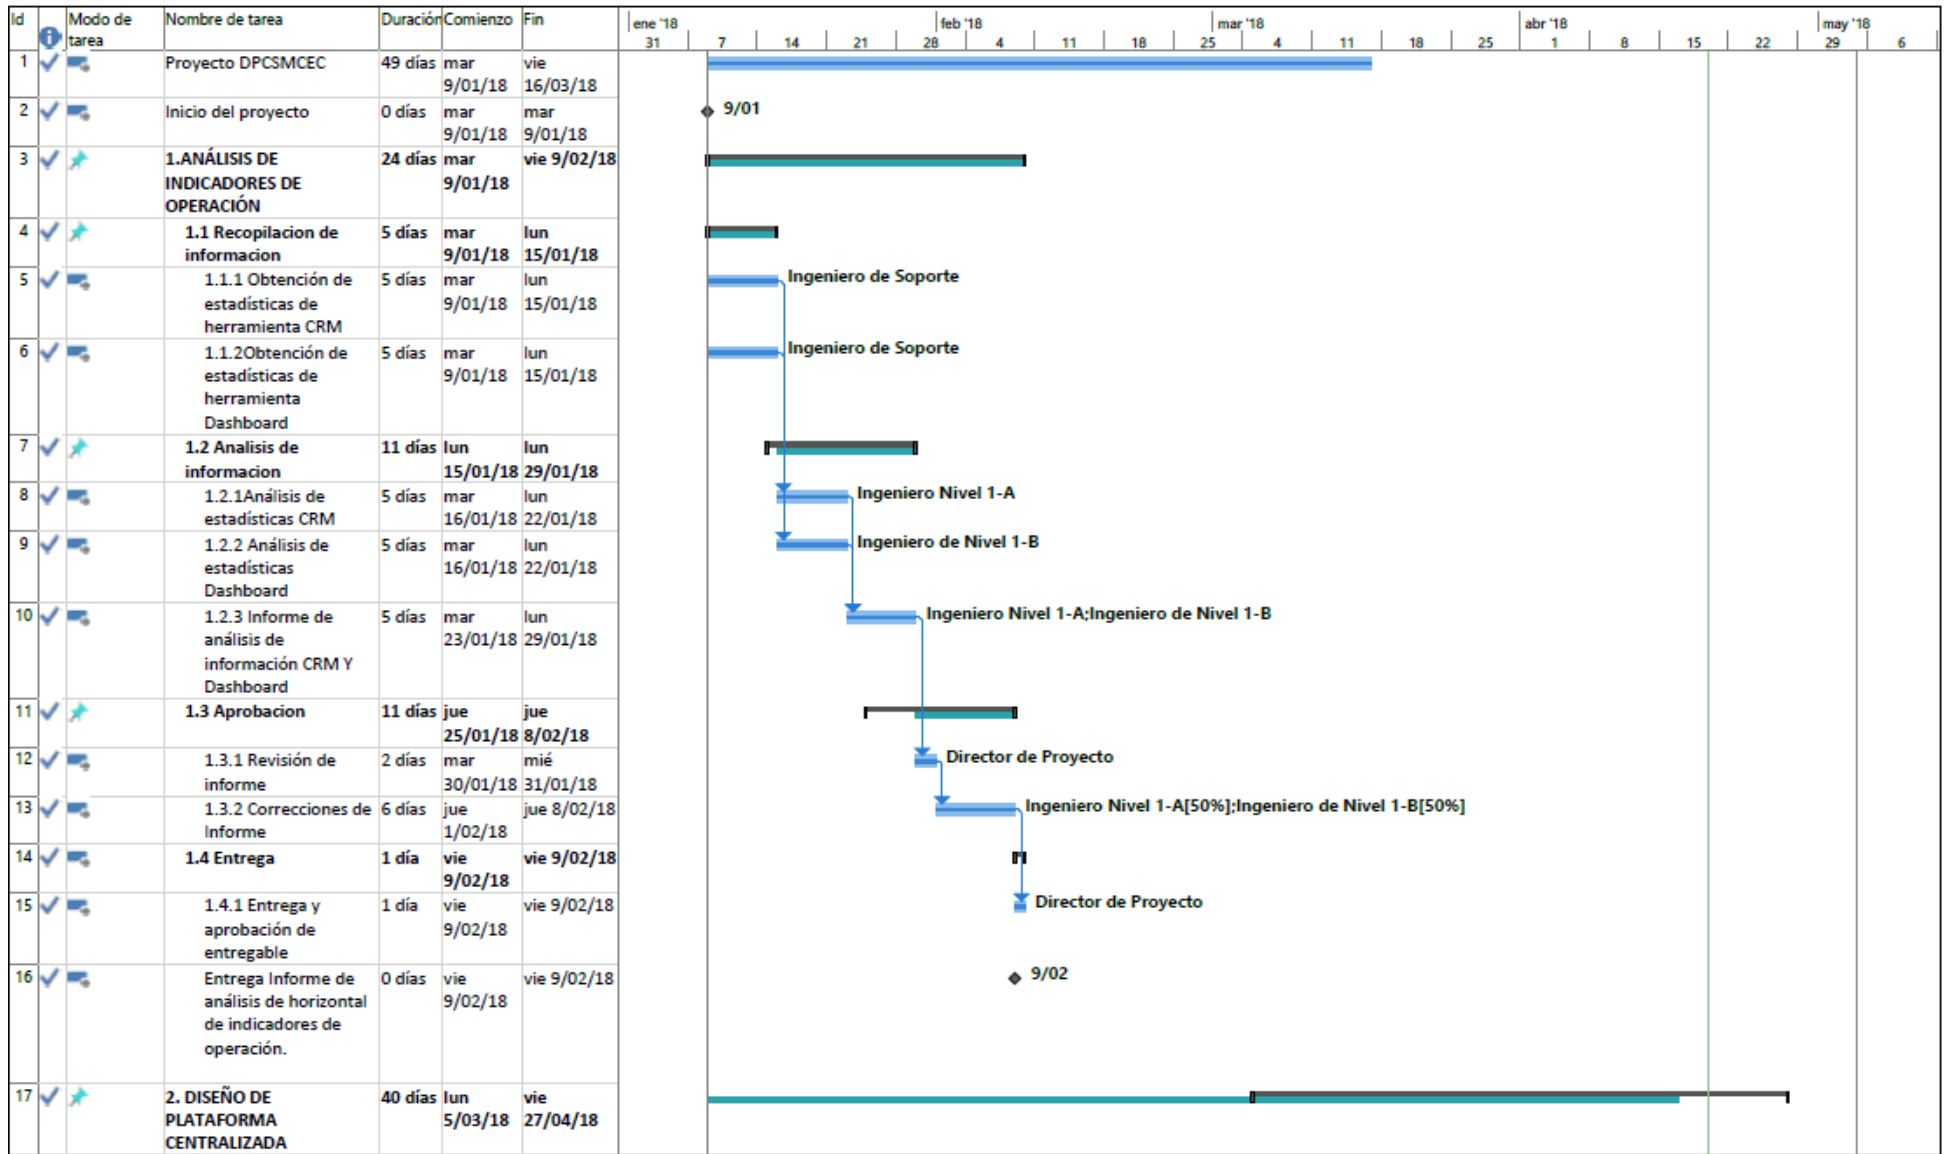 Id Modo de tarea Nombre de tarea Duración Comienzo Fin
ene '18 feb '18 mar '18 abr '18 may '18
31 7 14 21 28 4 11 18 25 4 11 18 25 1 8 15 22 29 6
1 Proyecto DPCSMCEC 49 días mar vie
9/01/18 16/03/18
2 Inicio del proyecto 0 días mar mar 9/01
9/01/18 9/01/18
3 1.ANÁLISIS DE 24 días mar vie 9/02/18
INDICADORES DE 9/01/18
OPERACIÓN
4 1.1 Recopilacion de 5 días mar lun
informacion 9/01/18 15/01/18
5 1.1.1 Obtención de 5 días mar lun Ingeniero de Soporte
estadísticas de 9/01/18 15/01/18
herramienta CRM
6 1.1.2Obtención de 5 días mar lun Ingeniero de Soporte
estadísticas de 9/01/18 15/01/18
herramienta
Dashboard
7 1.2 Analisis de 11 días lun lun
informacion 15/01/18 29/01/18
8 1.2.1Análisis de 5 días mar lun Ingeniero Nivel 1-A
estadísticas CRM 16/01/18 22/01/18
9 1.2.2 Análisis de 5 días mar lun Ingeniero de Nivel 1-B
estadísticas 16/01/18 22/01/18
Dashboard
10 1.2.3 Informe de 5 días mar lun Ingeniero Nivel 1-A;Ingeniero de Nivel 1-B
análisis de 23/01/18 29/01/18
información CRM Y
Dashboard
11 1.3 Aprobacion 11 días jue jue
25/01/18 8/02/18
12 1.3.1 Revisión de 2 días mar mié Director de Proyecto
informe 30/01/18 31/01/18
13 1.3.2 Correcciones de 6 días jue jue 8/02/18 Ingeniero Nivel 1-A[50%];Ingeniero de Nivel 1-B[50%]
Informe 1/02/18
14 1.4 Entrega 1 día vie vie 9/02/18
9/02/18
15 1.4.1 Entrega y 1 día vie vie 9/02/18 Director de Proyecto
aprobación de 9/02/18
entregable
16 Entrega Informe de 0 días vie vie 9/02/18 9/02
análisis de horizontal 9/02/18
de indicadores de
operación.
17 2. DISEÑO DE 40 días lun vie
PLATAFORMA 5/03/18 27/04/18
CENTRALIZADA